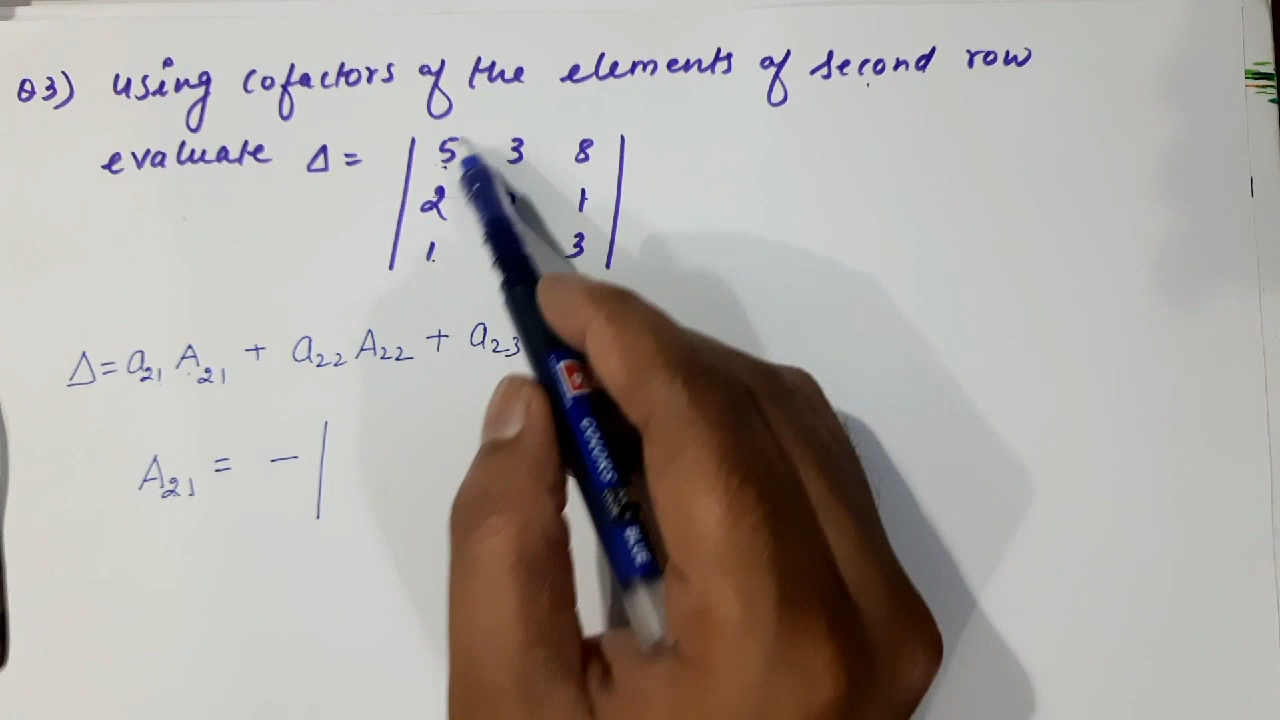 Q3) Using cofactors of the elements of second row
evaluate Δ = | 5 3 8 |
| 2 1 |
| 1 3 |
Δ = a21 A21 + a22 A22 + a23
A21 = - |